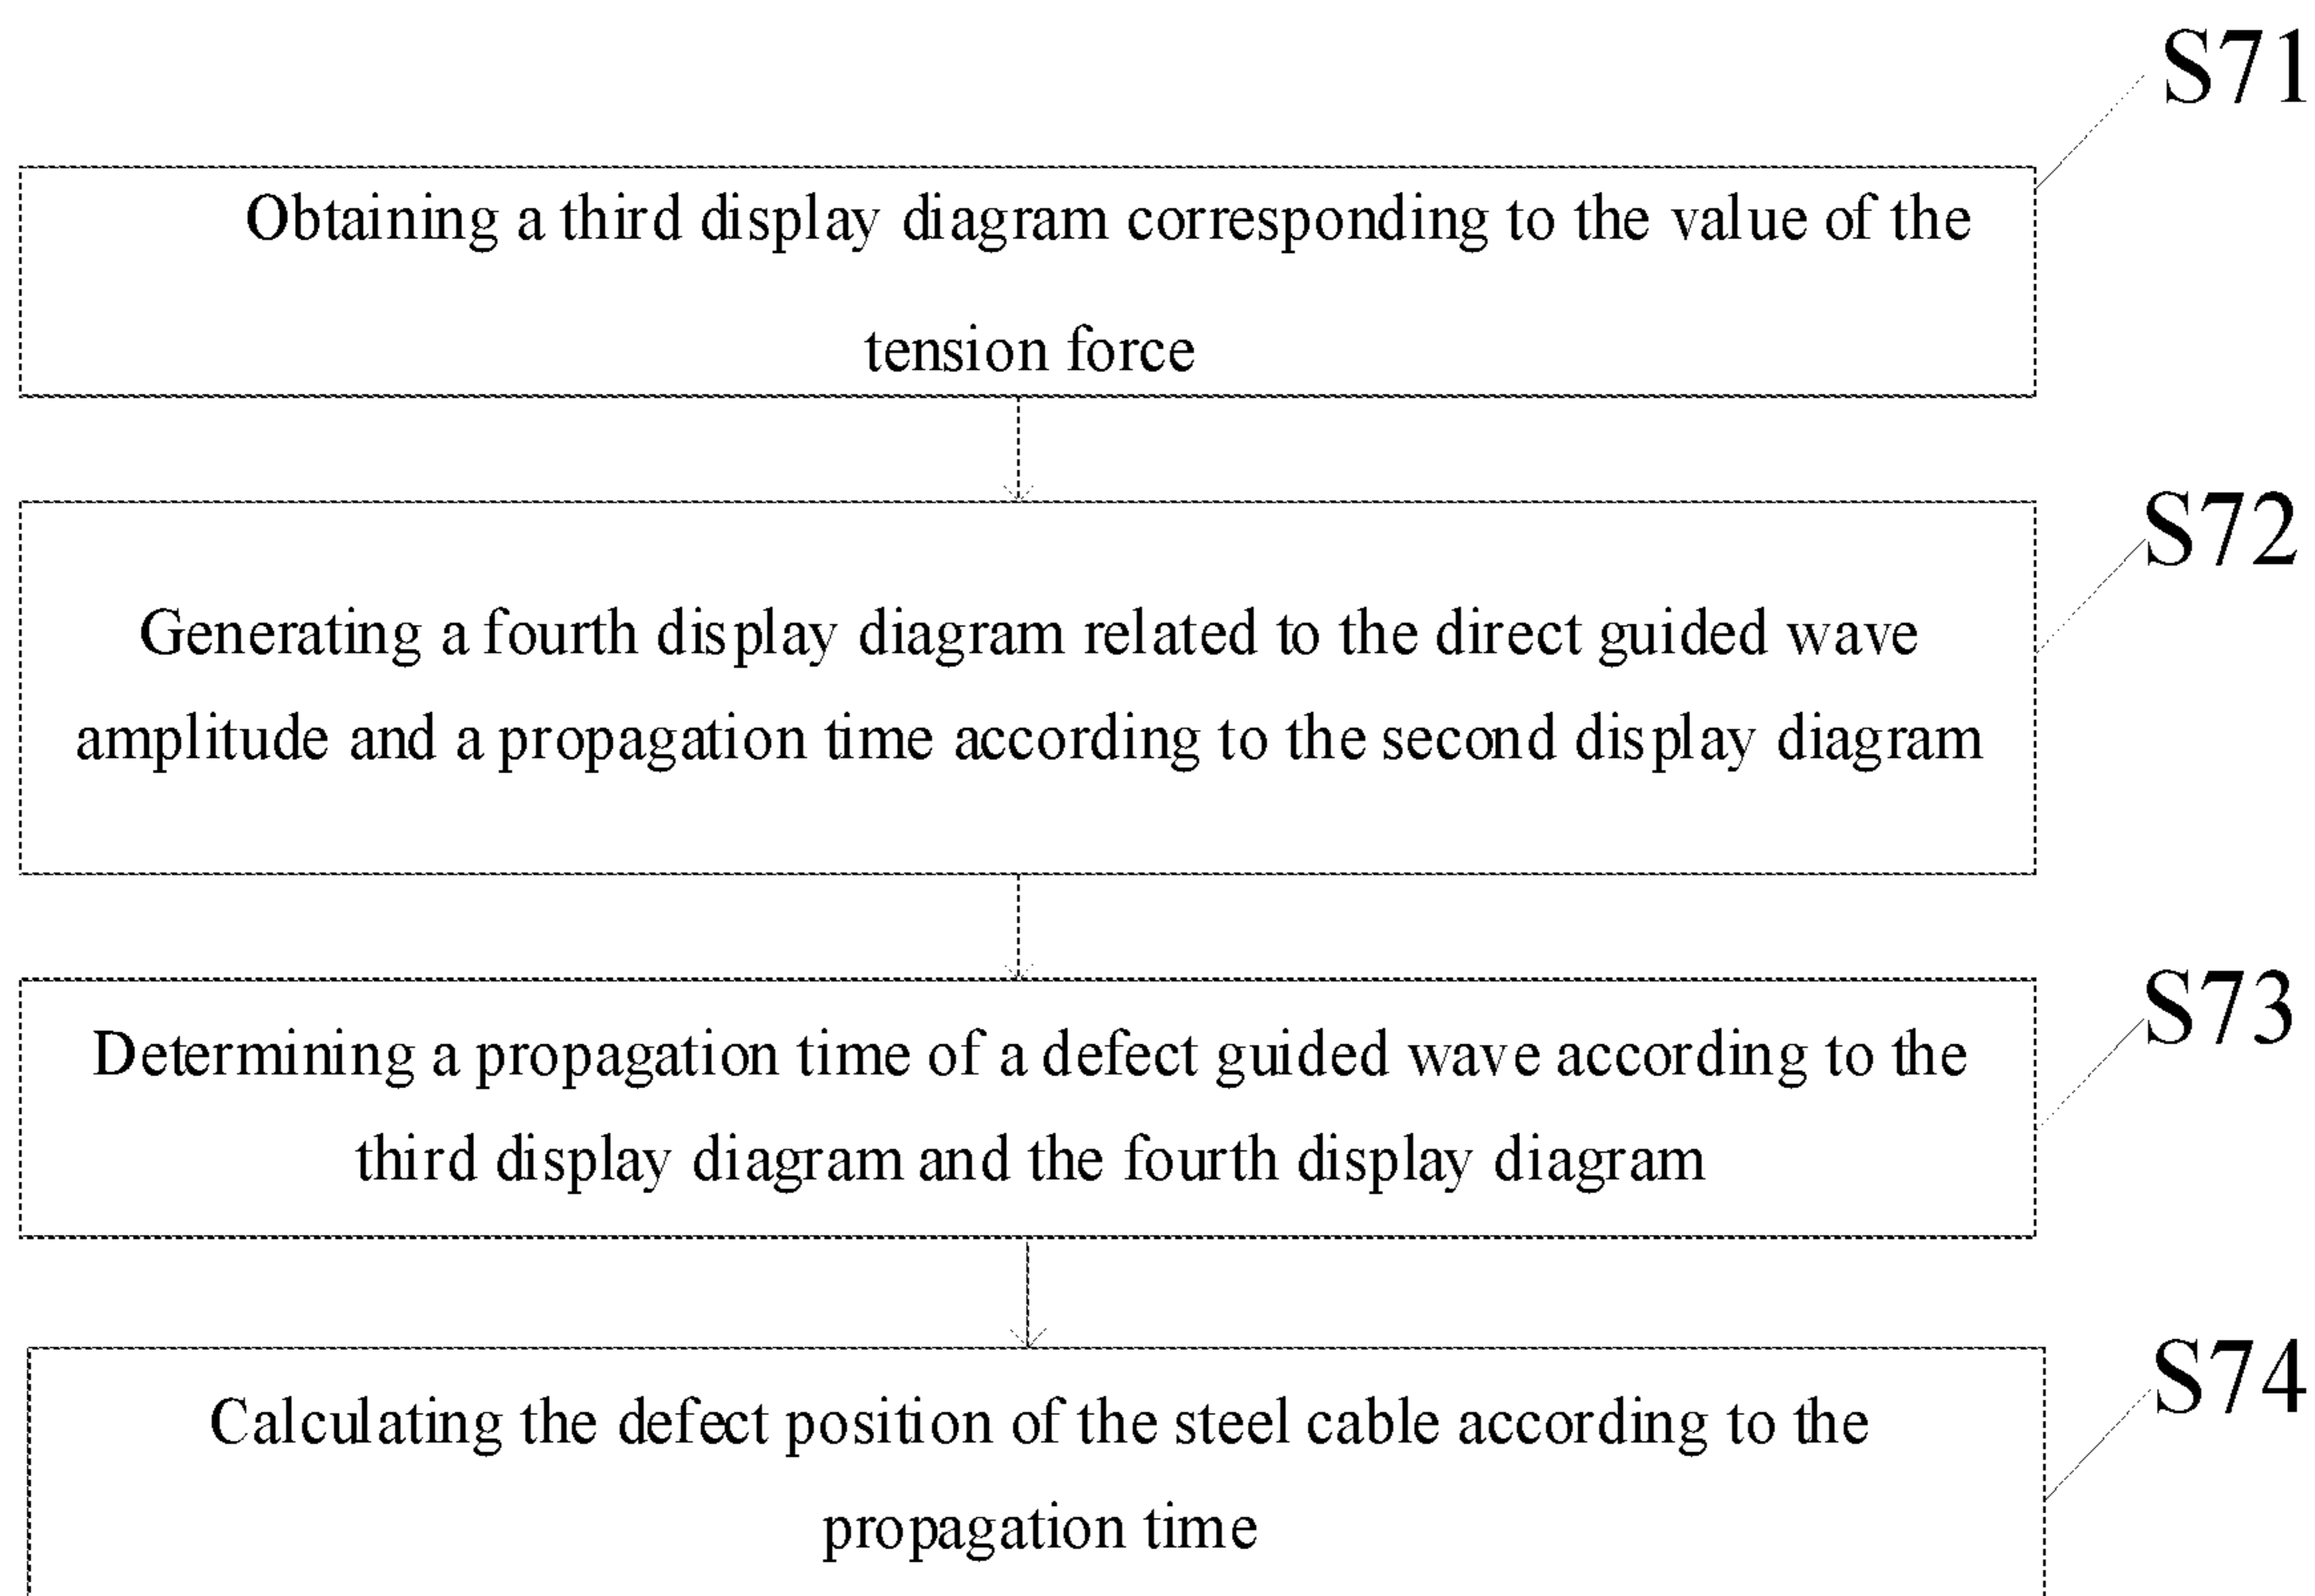 S71
Obtaining a third display diagram corresponding to the value of the
tension force
S72
Generating a fourth display diagram related to the direct guided wave
amplitude and a propagation time according to the second display diagram
S73
Determining a propagation time of a defect guided wave according to the
third display diagram and the fourth display diagram
S74
Calculating the defect position of the steel cable according to the
propagation time